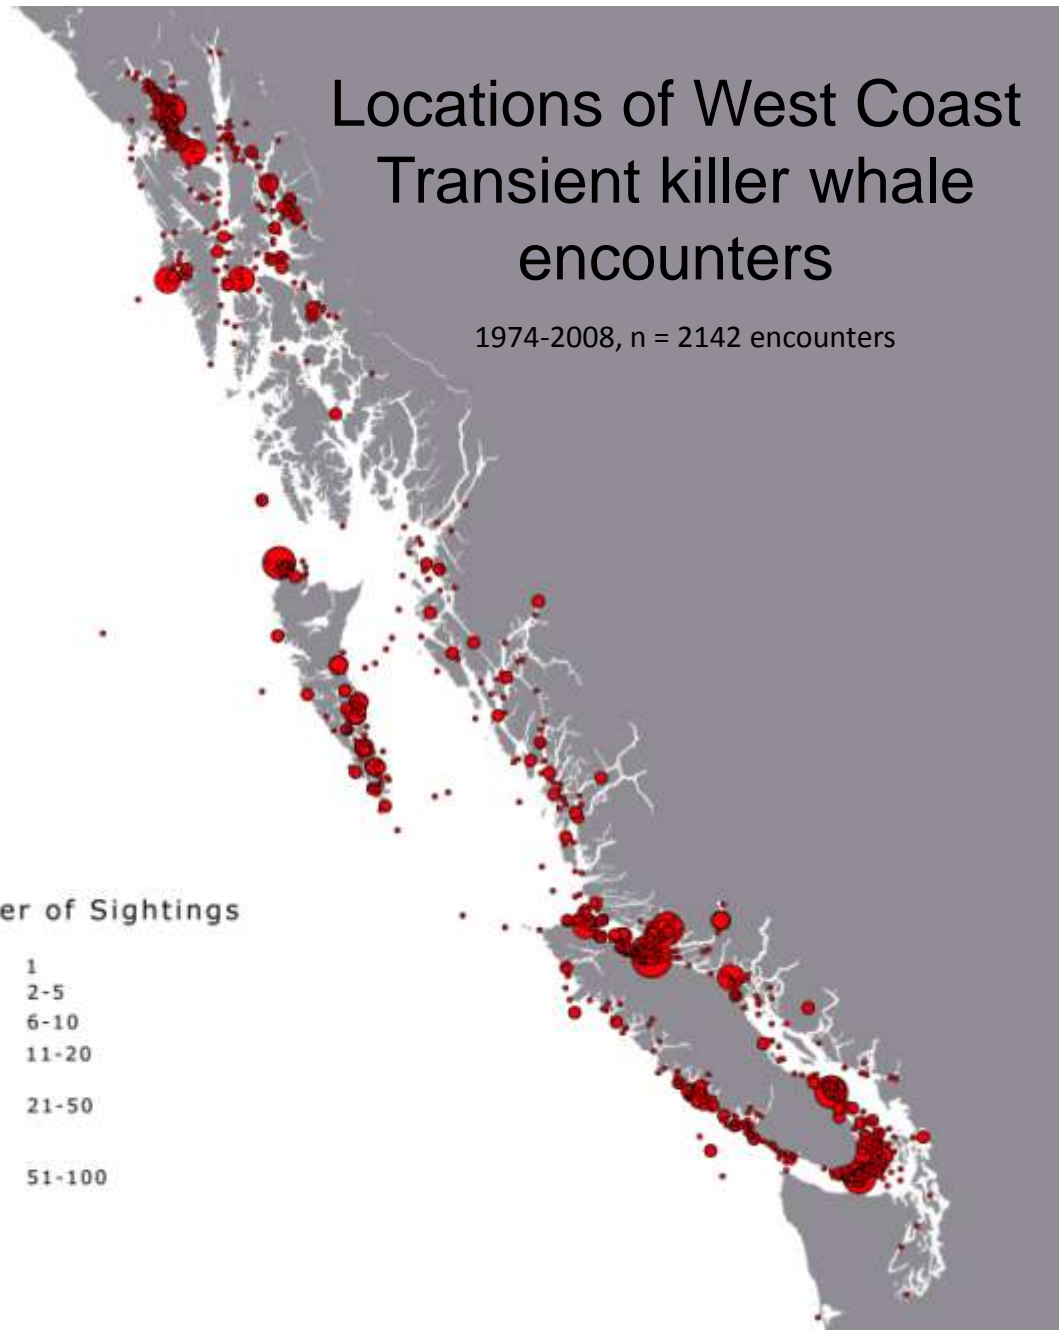 Locations of West Coast
Transient killer whale
encounters
1974-2008, n = 2142 encounters
er of Sightings
1
2-5
6-10
11-20
21-50
51-100